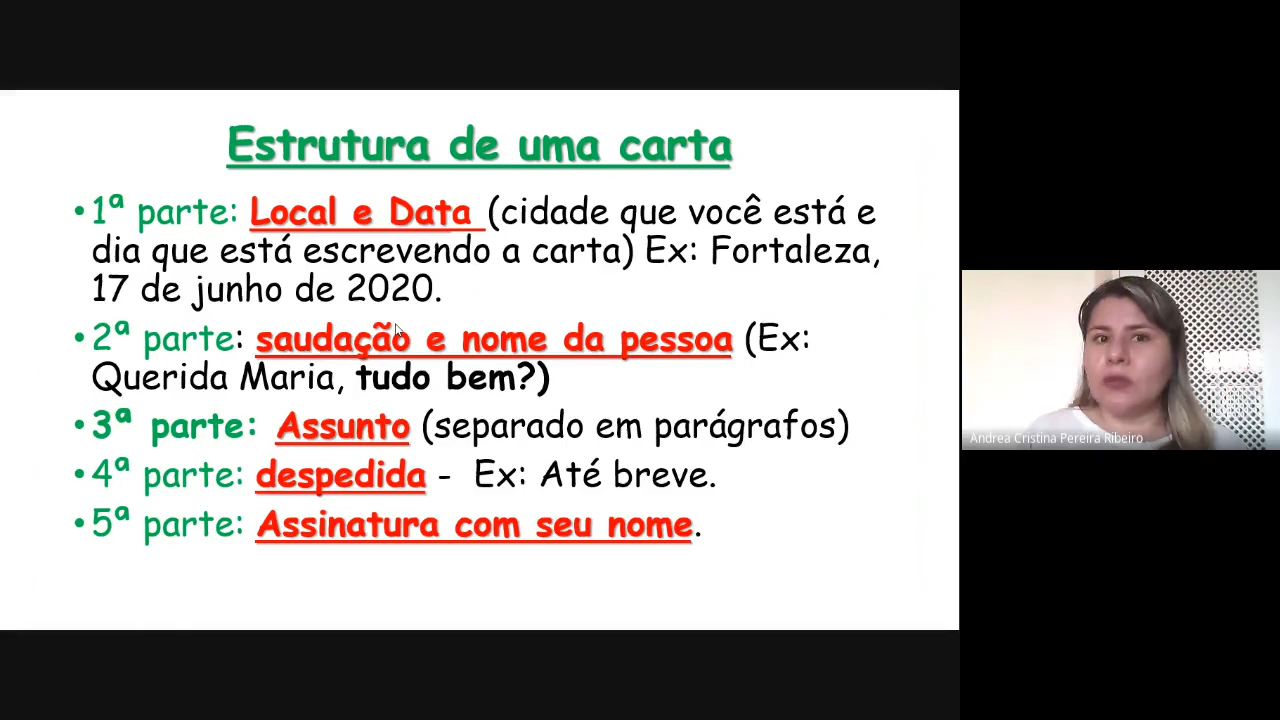 Estrutura de uma carta
•1ª parte: Local e Data (cidade que você está e
dia que está escrevendo a carta) Ex: Fortaleza,
17 de junho de 2020.
•2ª parte: saudação e nome da pessoa (Ex:
Querida Maria, tudo bem?)
•3ª parte: Assunto (separado em parágrafos)
•4ª parte: despedida - Ex: Até breve.
•5ª parte: Assinatura com seu nome.
Andrea Cristina Pereira Ribeiro